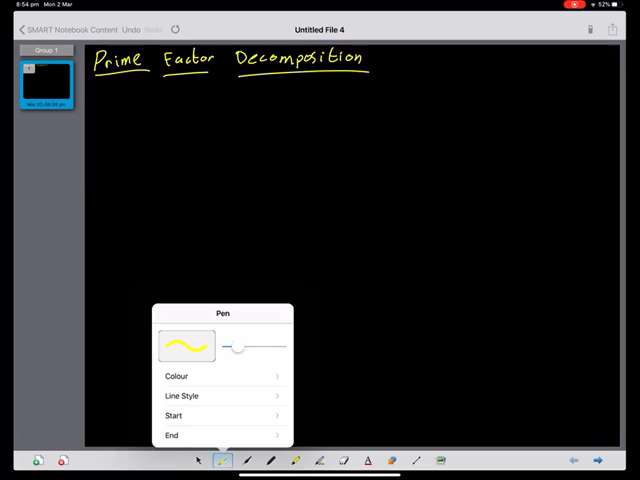 8:54 pm Mon 2 Mar 52%
SMART Notebook Content Undo Redo Untitled File 4
Group 1
Prime Factor Decomposition
Pen
Colour
Line Style
Start
End
A